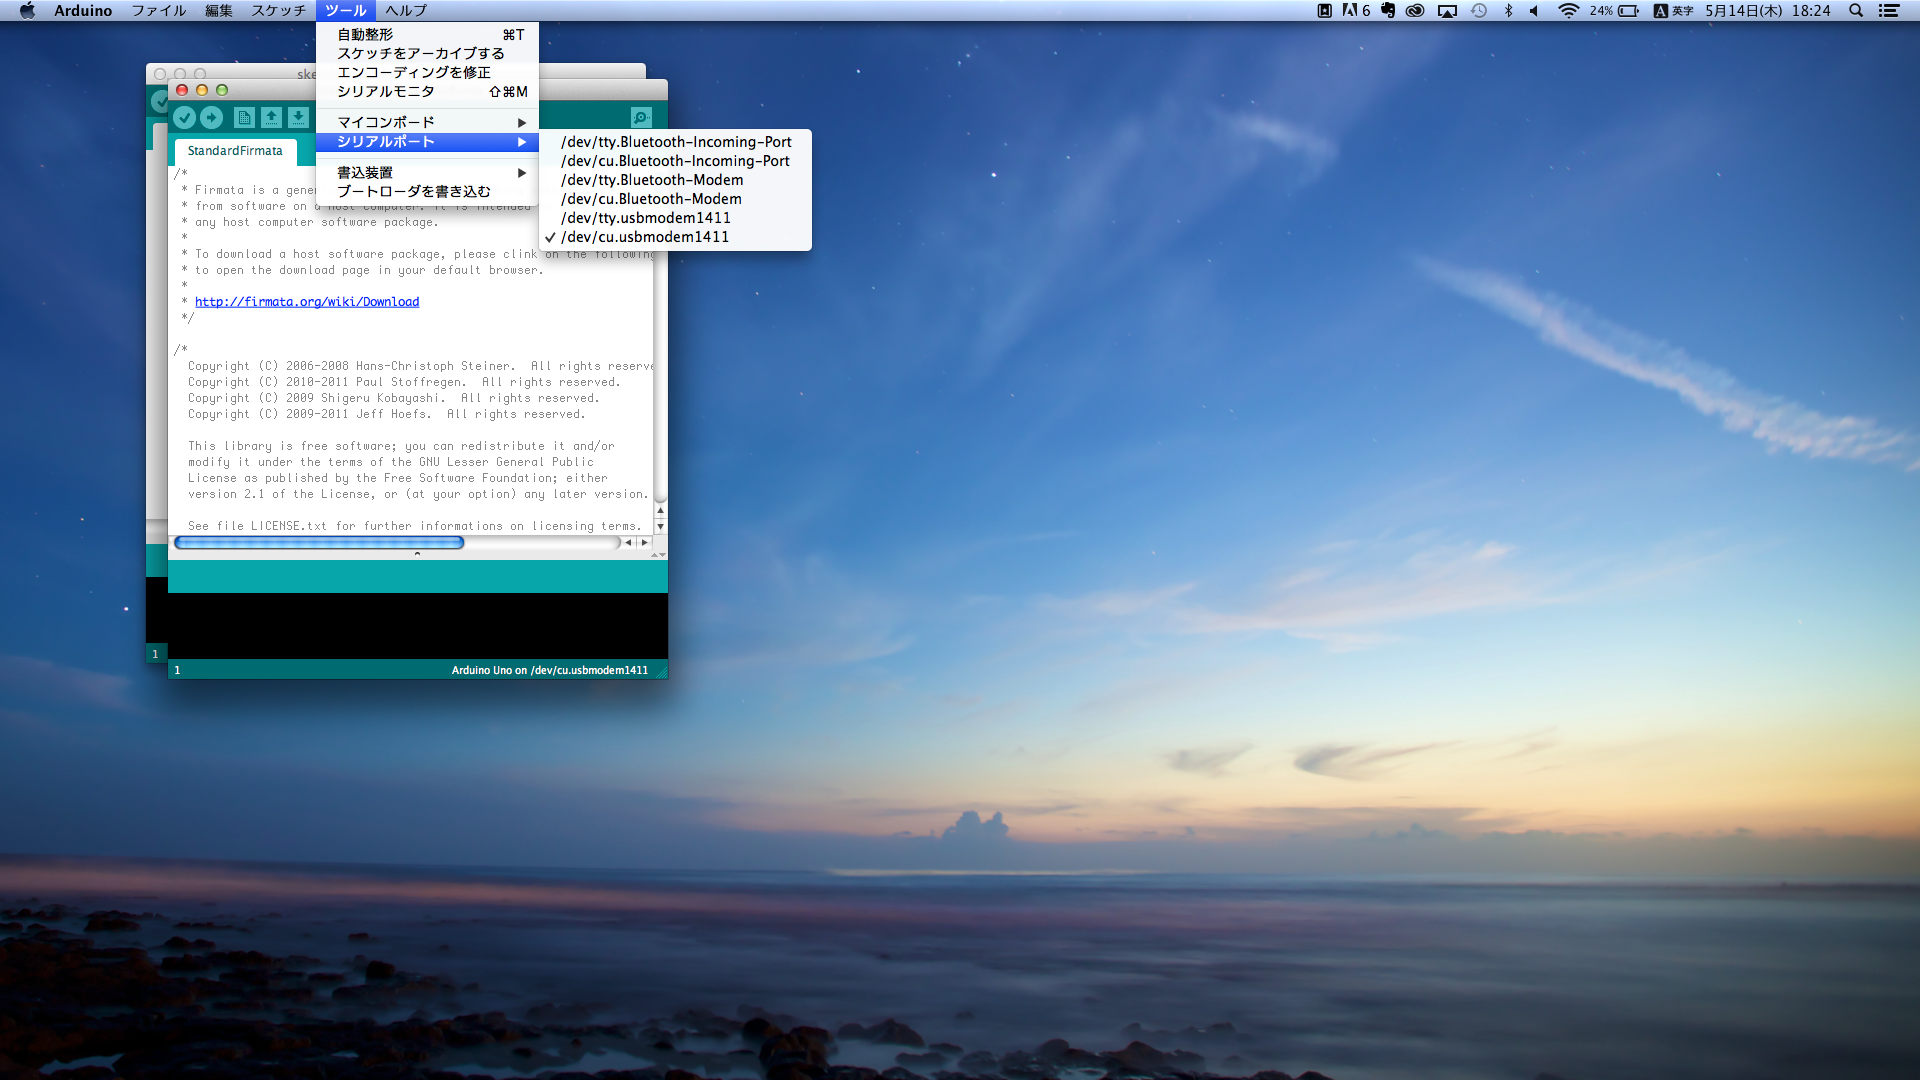 Arduino ファイル 編集 スケッチ ツール ヘルプ
6 24% A 英字 5月14日(木) 18:24
自動整形 ⌘T
スケッチをアーカイブする
エンコーディングを修正
シリアルモニタ ⇧⌘M
マイコンボード ▶
シリアルポート ▶
書込装置 ▶
ブートローダを書き込む
/dev/tty.Bluetooth-Incoming-Port
/dev/cu.Bluetooth-Incoming-Port
/dev/tty.Bluetooth-Modem
/dev/cu.Bluetooth-Modem
/dev/tty.usbmodem1411
✓ /dev/cu.usbmodem1411
ske
StandardFirmata
/*
* Firmata is a gene
* from software on a host computer. It is intended
* any host computer software package.
*
* To download a host software package, please clink on the following
* to open the download page in your default browser.
*
* http://firmata.org/wiki/Download
*/
/*
Copyright (C) 2006-2008 Hans-Christoph Steiner.  All rights reserve
Copyright (C) 2010-2011 Paul Stoffregen.  All rights reserved.
Copyright (C) 2009 Shigeru Kobayashi.  All rights reserved.
Copyright (C) 2009-2011 Jeff Hoefs.  All rights reserved.
This library is free software; you can redistribute it and/or
modify it under the terms of the GNU Lesser General Public
License as published by the Free Software Foundation; either
version 2.1 of the License, or (at your option) any later version.
See file LICENSE.txt for further informations on licensing terms.
1
1 Arduino Uno on /dev/cu.usbmodem1411